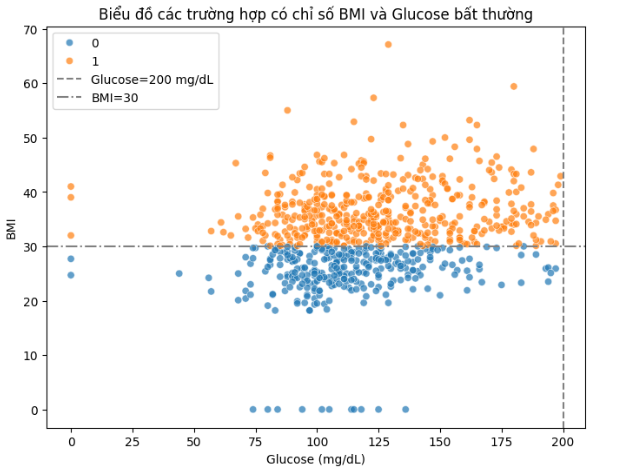 Biểu đồ các trường hợp có chỉ số BMI và Glucose bất thường
0
1
Glucose=200 mg/dL
BMI=30
70
60
50
40
30
20
10
0
BMI
0 25 50 75 100 125 150 175 200
Glucose (mg/dL)